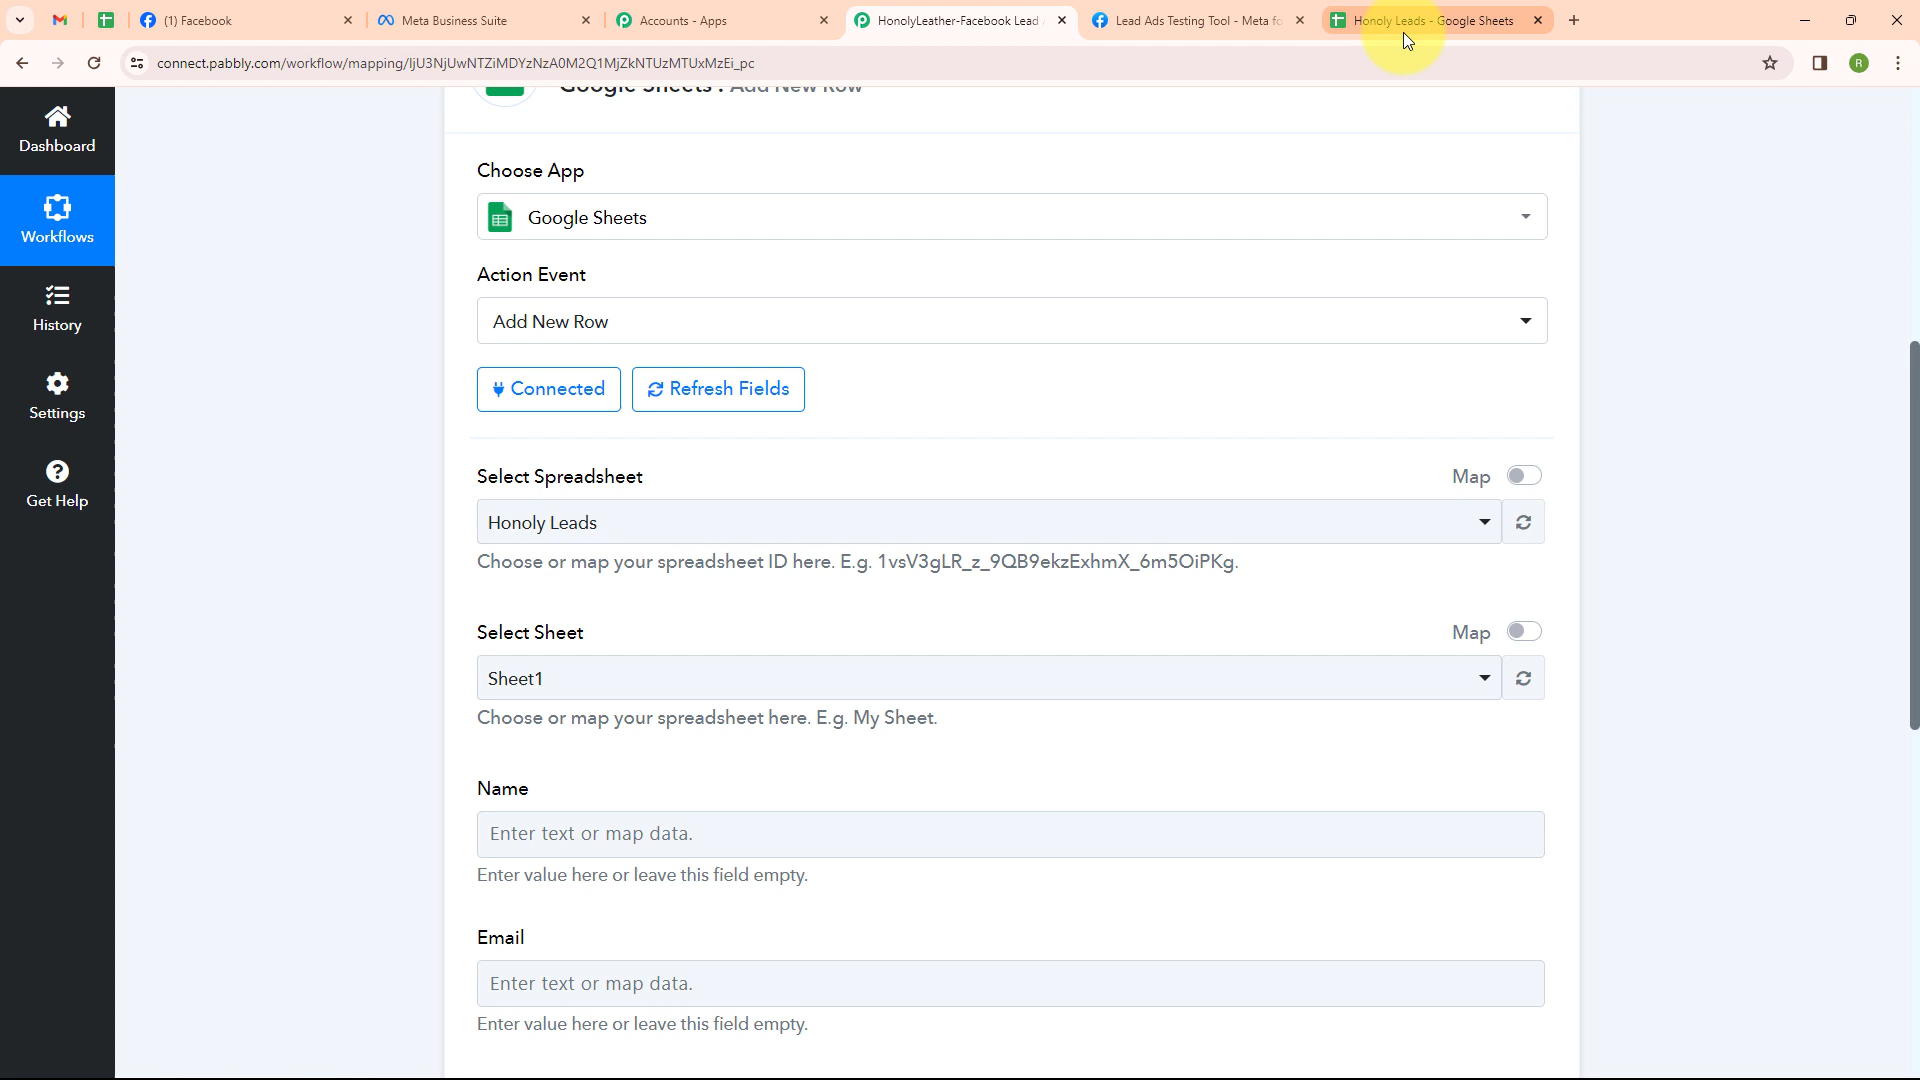 (1) Facebook
Meta Business Suite
Accounts - Apps
HonolyLeather-Facebook Lead
Lead Ads Testing Tool - Meta fo
Honoly Leads - Google Sheets
connect.pabbly.com/workflow/mapping/IjU3NjUwNTZiMDYzNzA0M2Q1MjZkNTUzMTUxMzEi_pc
R
Dashboard
Workflows
History
Settings
Get Help
Google Sheets : Add New Row
Choose App
Google Sheets
Action Event
Add New Row
Connected
Refresh Fields
Select Spreadsheet
Map
Honoly Leads
Choose or map your spreadsheet ID here. E.g. 1vsV3gLR_z_9QB9ekzExhmX_6m5OiPKg.
Select Sheet
Map
Sheet1
Choose or map your spreadsheet here. E.g. My Sheet.
Name
Enter text or map data.
Enter value here or leave this field empty.
Email
Enter text or map data.
Enter value here or leave this field empty.